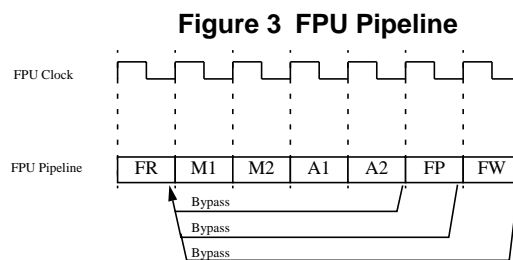 Figure 3 FPU Pipeline
FPU Clock
FPU Pipeline FR M1 M2 A1 A2 FP FW
Bypass
Bypass
Bypass